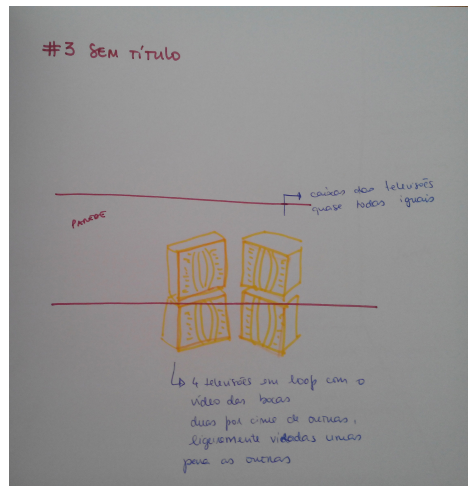 #3 SEM TÍTULO
caixas das televisões
quase todas iguais
PAREDE
4 televisões em loop com o
vídeo das bocas
duas por cima de outras,
ligeiramente viradas umas
para as outras